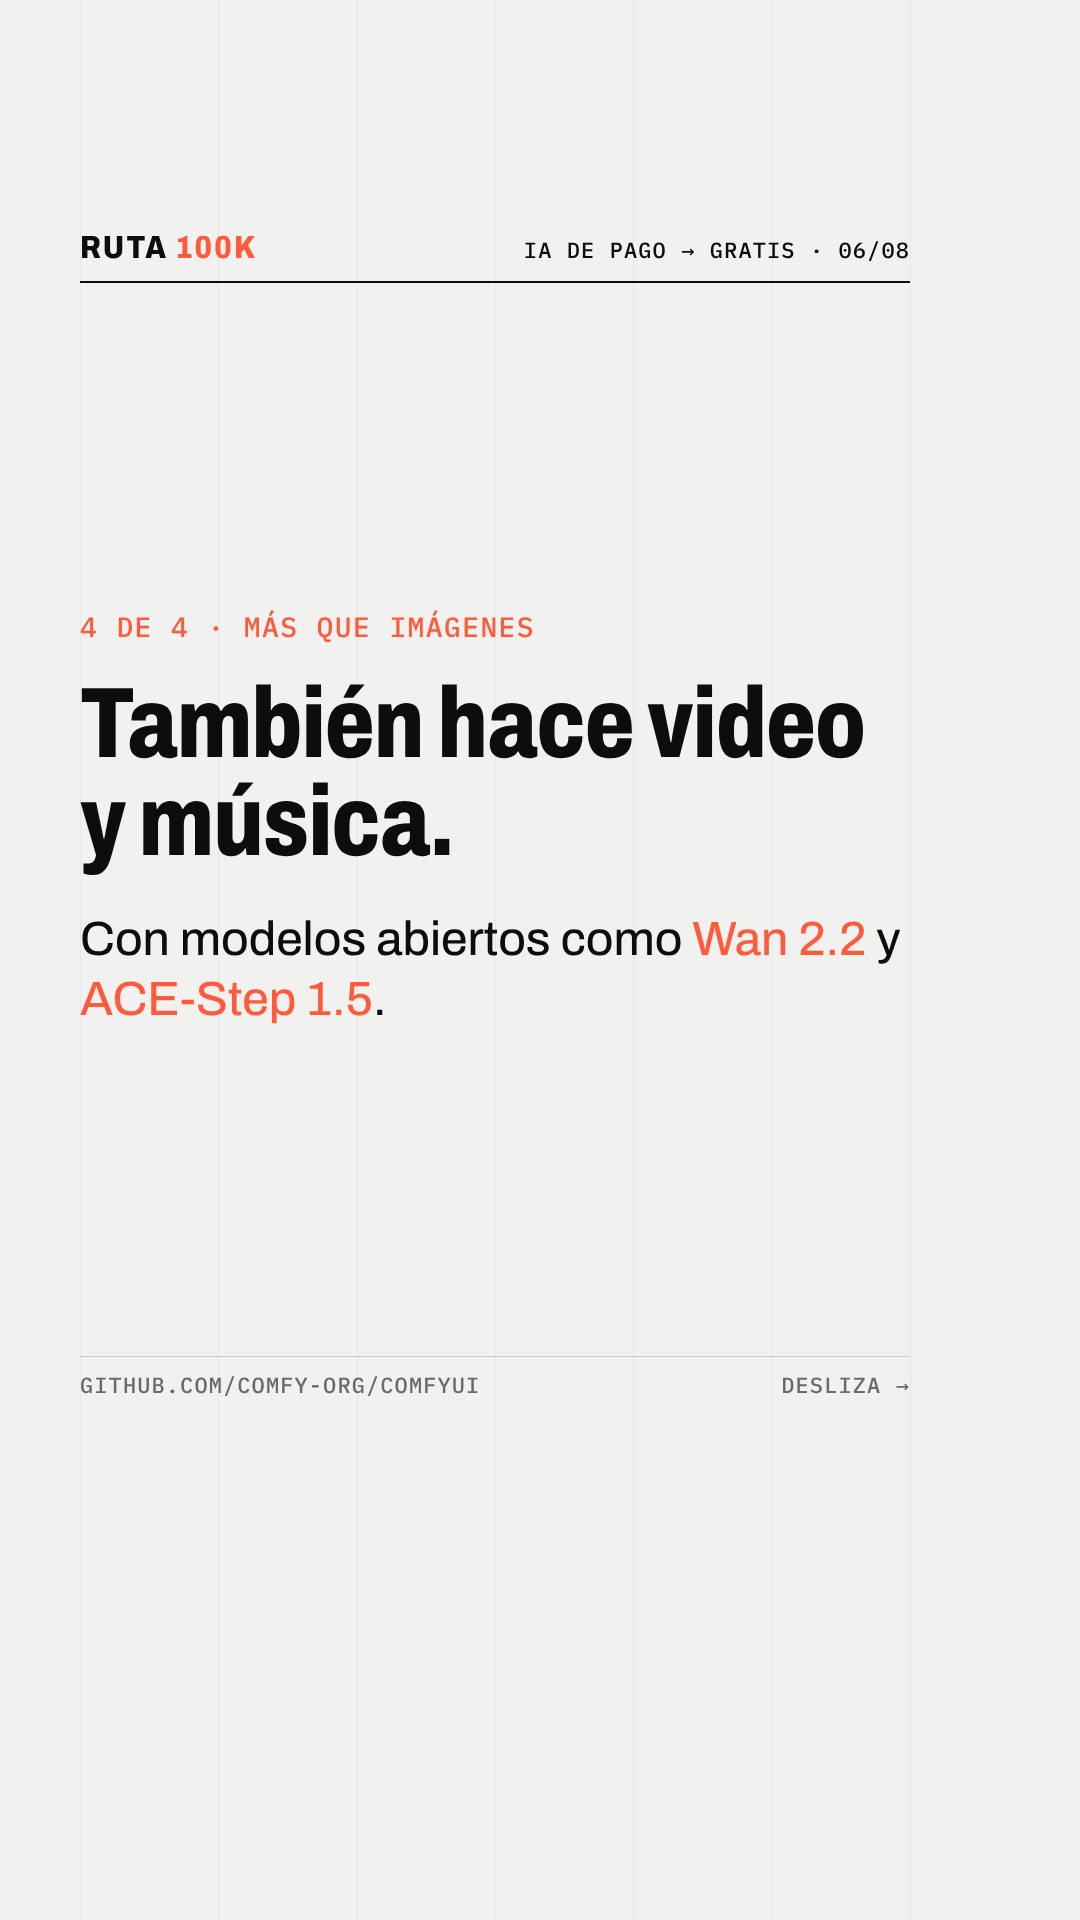 RUTA 100K
IA DE PAGO → GRATIS · 06/08
4 DE 4 · MÁS QUE IMÁGENES
También hace video
y música.
Con modelos abiertos como Wan 2.2 y
ACE-Step 1.5.
GITHUB.COM/COMFY-ORG/COMFYUI
DESLIZA →